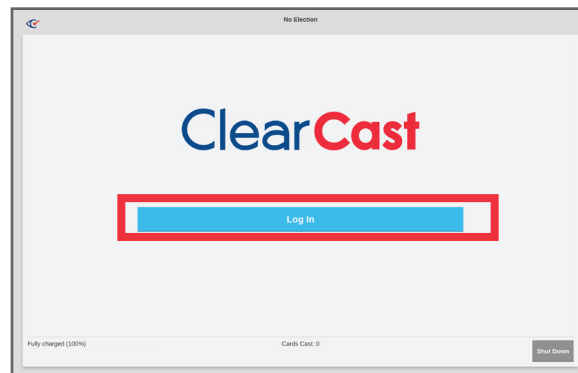 No Election
ClearCast
Log In
Fully charged (100%)
Cards Cast: 0
Shut Down